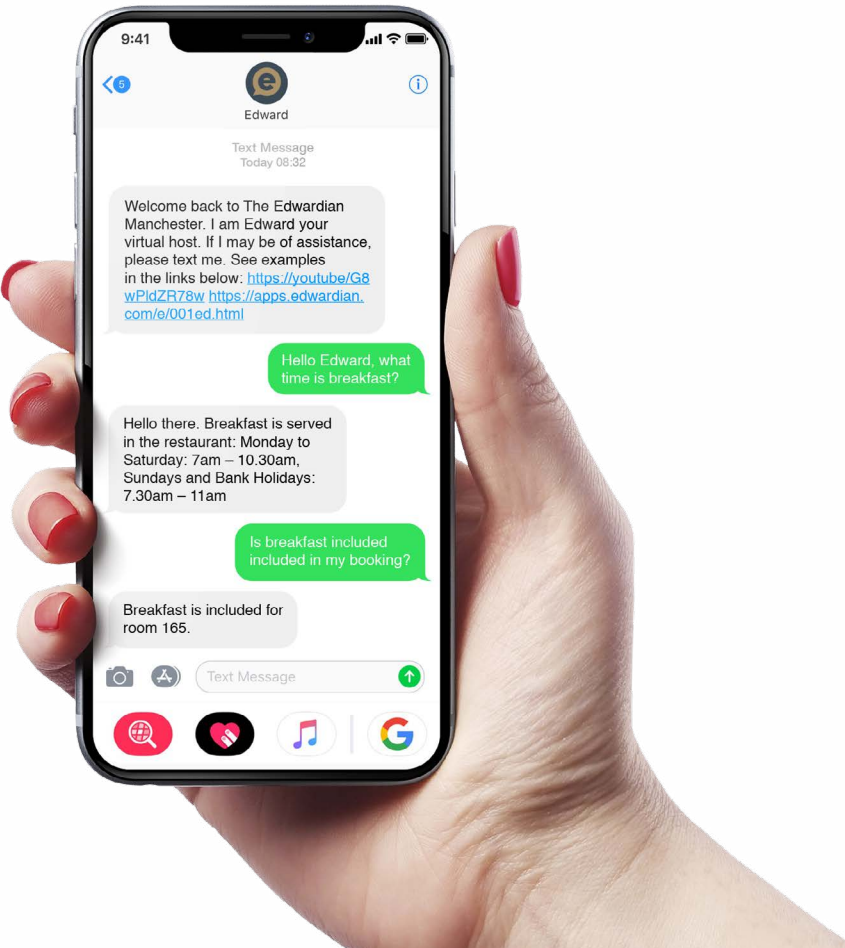 9:41
5
e
Edward
Text Message
Today 08:32
Welcome back to The Edwardian
Manchester. I am Edward your
virtual host. If I may be of assistance,
please text me. See examples
in the links below: https://youtube/G8
wPldZR78w https://apps.edwardian.
com/e/001ed.html
Hello Edward, what
time is breakfast?
Hello there. Breakfast is served
in the restaurant: Monday to
Saturday: 7am – 10.30am,
Sundays and Bank Holidays:
7.30am – 11am
Is breakfast included
included in my booking?
Breakfast is included for
room 165.
Text Message
G